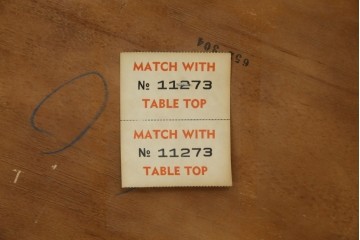 MATCH WITH
№ 11273
TABLE TOP
MATCH WITH
№ 11273
TABLE TOP